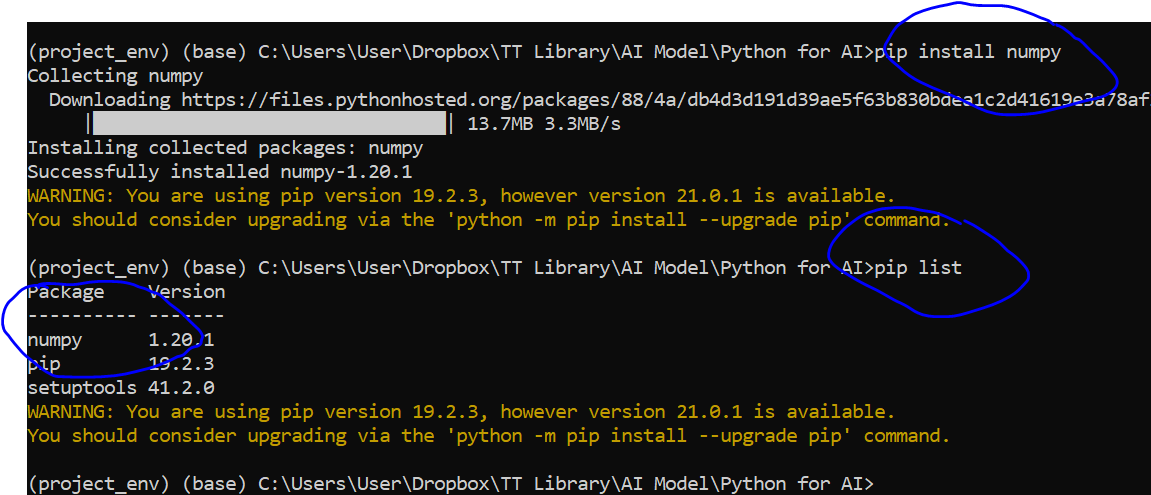 (project_env) (base) C:\Users\User\Dropbox\TT Library\AI Model\Python for AI>pip install numpy
Collecting numpy
  Downloading https://files.pythonhosted.org/packages/88/4a/db4d3d191d39ae5f63b830bdea1c2d41619e3a78af
     | 13.7MB 3.3MB/s
Installing collected packages: numpy
Successfully installed numpy-1.20.1
WARNING: You are using pip version 19.2.3, however version 21.0.1 is available.
You should consider upgrading via the 'python -m pip install --upgrade pip' command.
(project_env) (base) C:\Users\User\Dropbox\TT Library\AI Model\Python for AI>pip list
Package    Version
---------- -------
numpy      1.20.1
pip        19.2.3
setuptools 41.2.0
WARNING: You are using pip version 19.2.3, however version 21.0.1 is available.
You should consider upgrading via the 'python -m pip install --upgrade pip' command.
(project_env) (base) C:\Users\User\Dropbox\TT Library\AI Model\Python for AI>